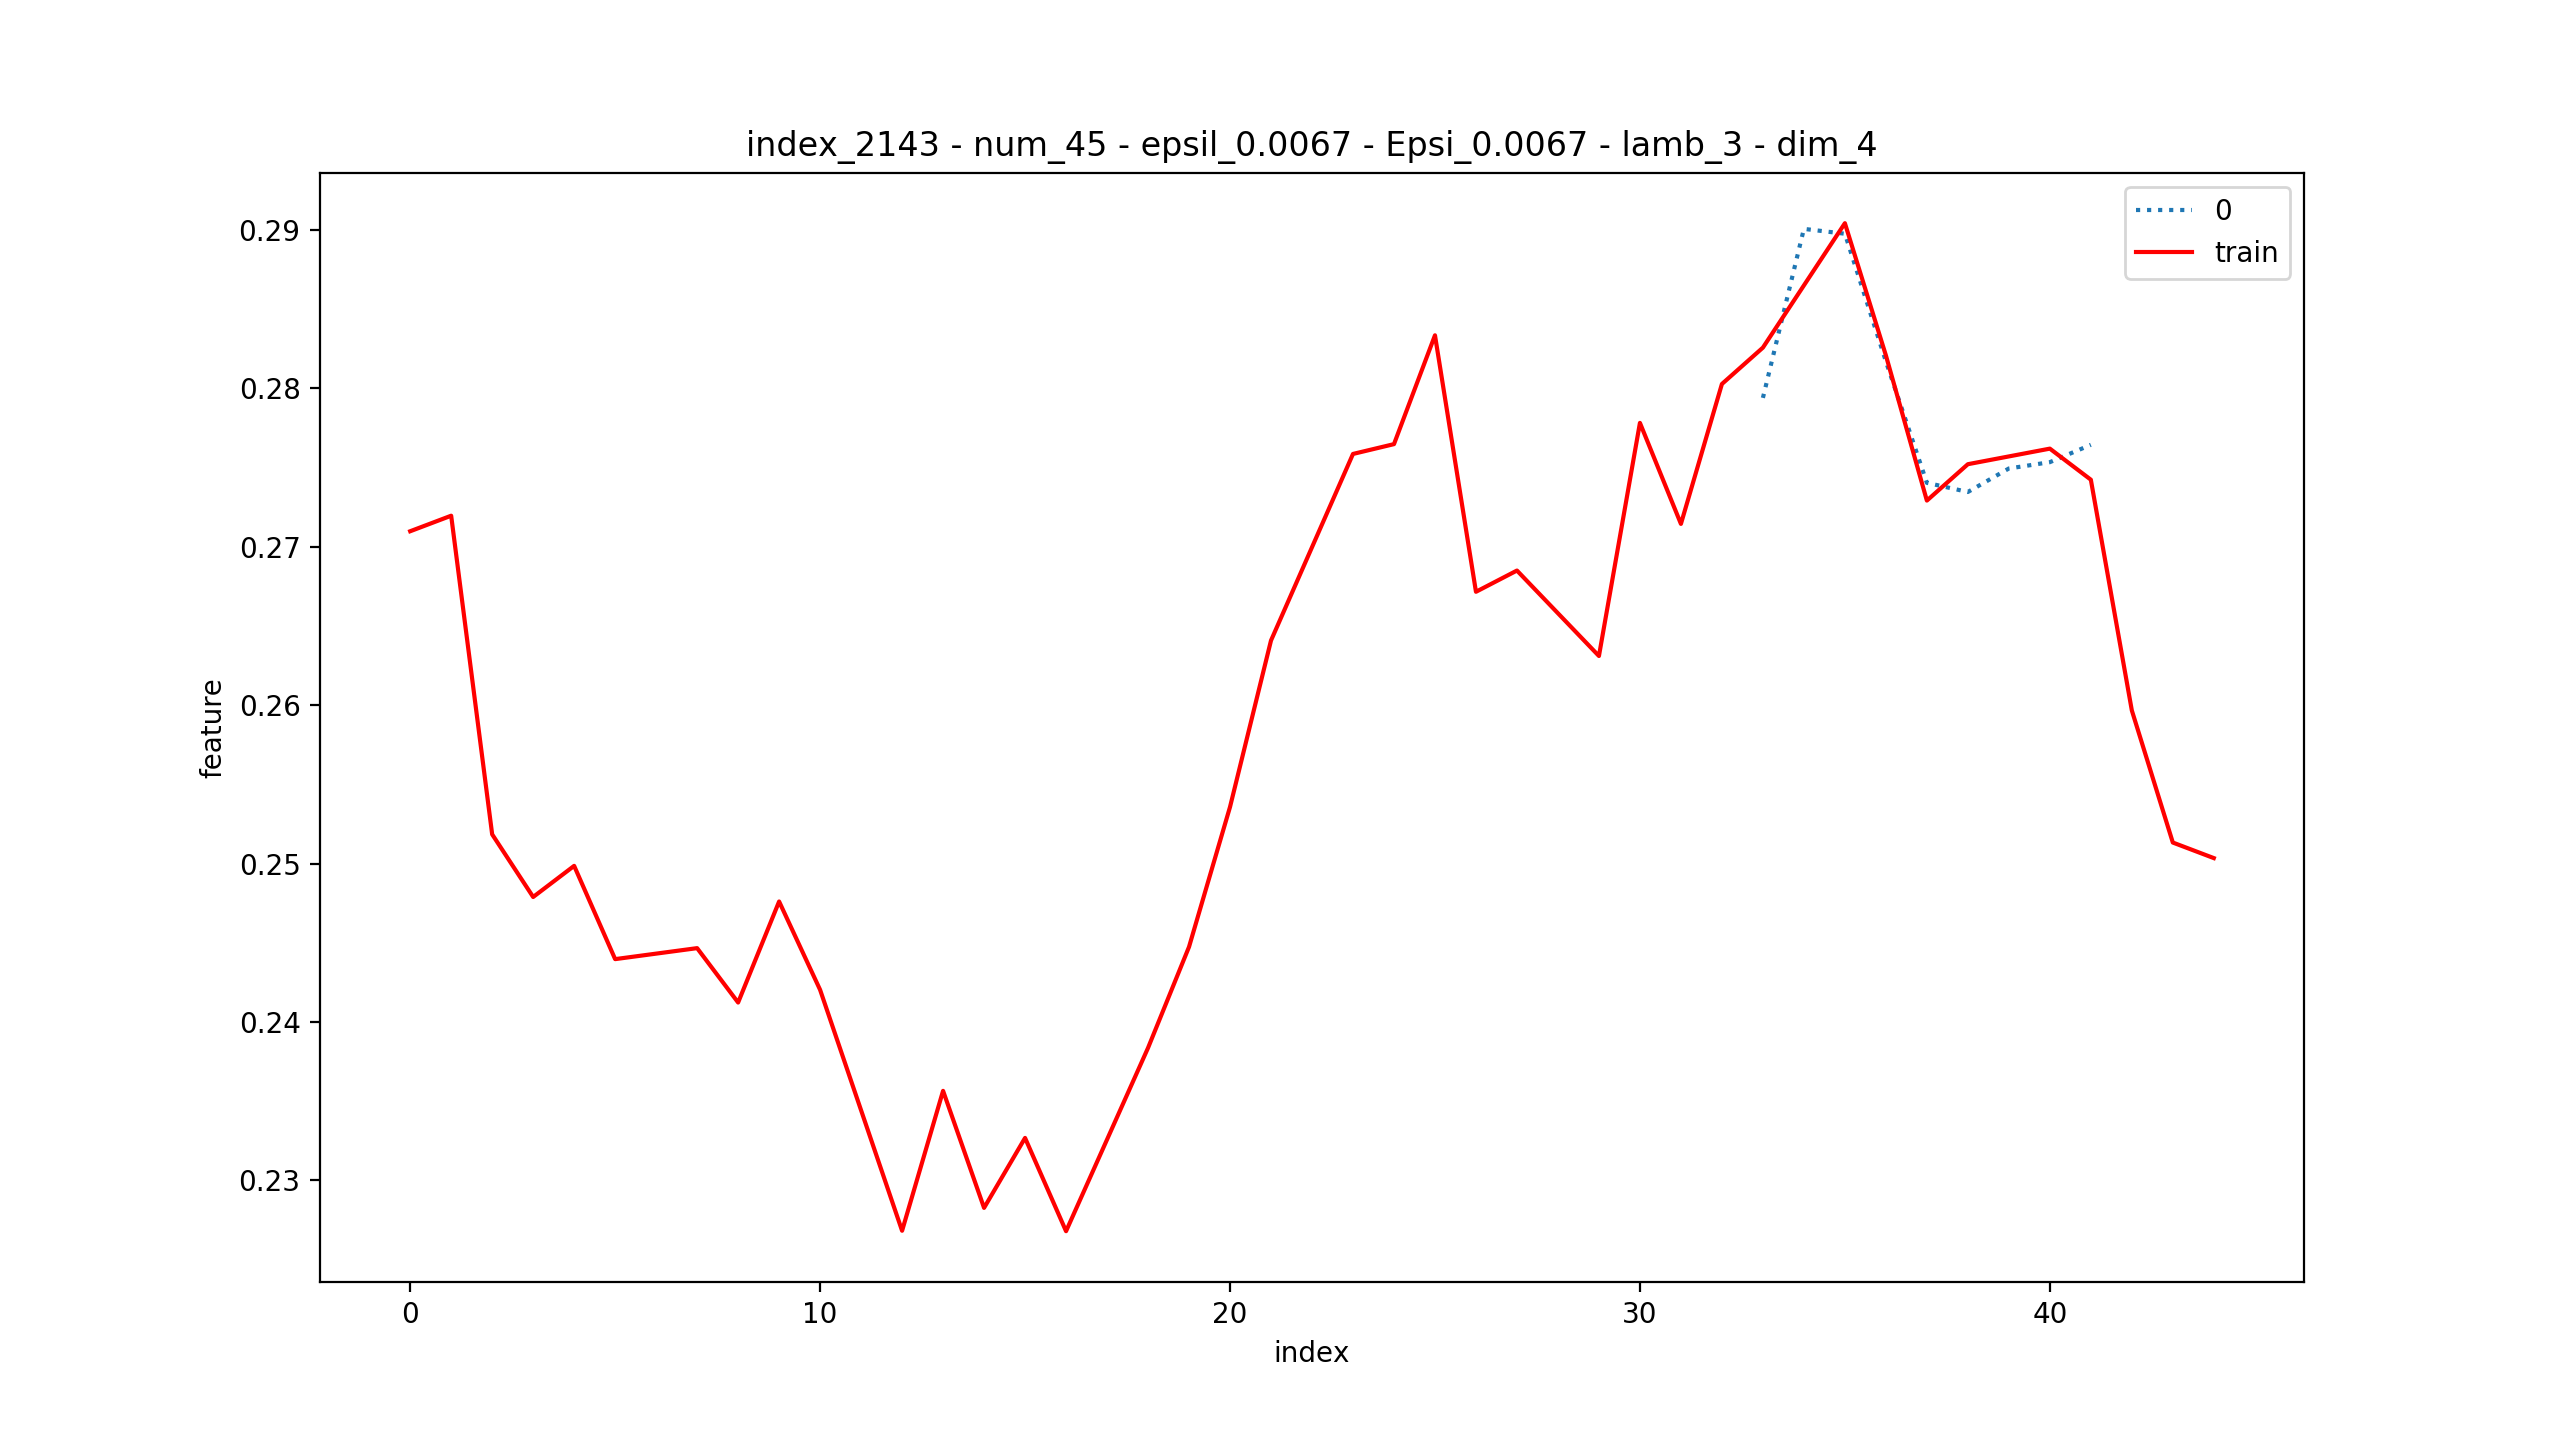 index_2143 - num_45 - epsil_0.0067 - Epsi_0.0067 - lamb_3 - dim_4
0
train
0.29
0.28
0.27
0.26
0.25
0.24
0.23
feature
0 10 20 30 40
index